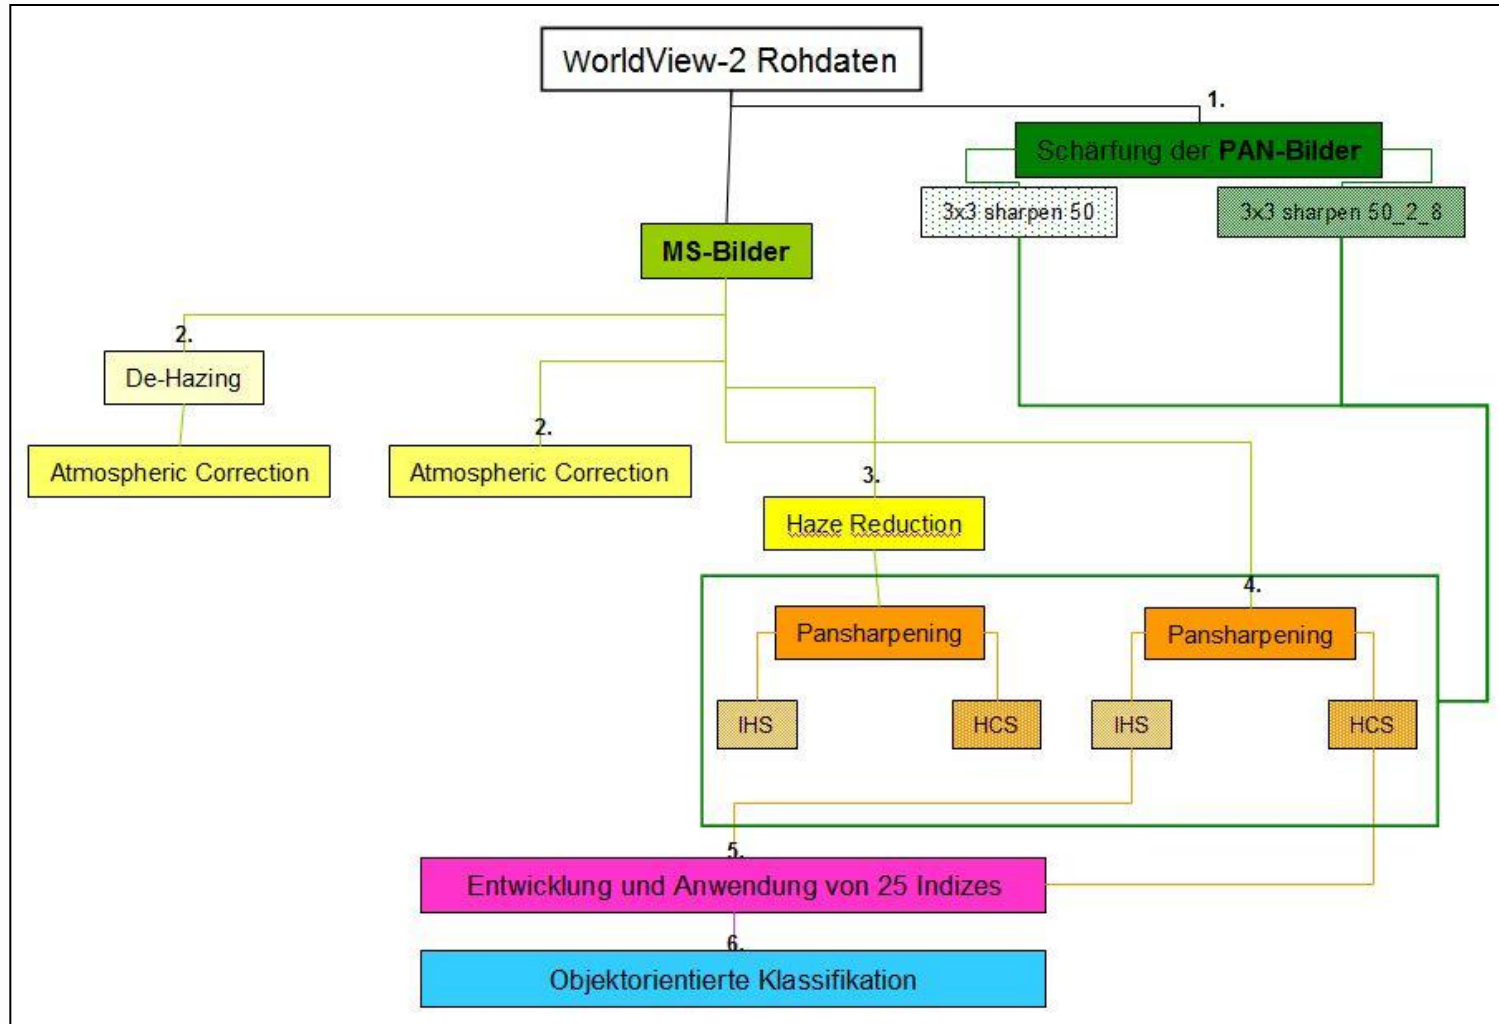 WorldView-2 Rohdaten
1.
Schärfung der PAN-Bilder
3x3 sharpen 50
3x3 sharpen 50_2_8
MS-Bilder
2.
De-Hazing
Atmospheric Correction
2.
Atmospheric Correction
3.
Haze Reduction
4.
Pansharpening
Pansharpening
IHS
HCS
IHS
HCS
5.
Entwicklung und Anwendung von 25 Indizes
6.
Objektorientierte Klassifikation